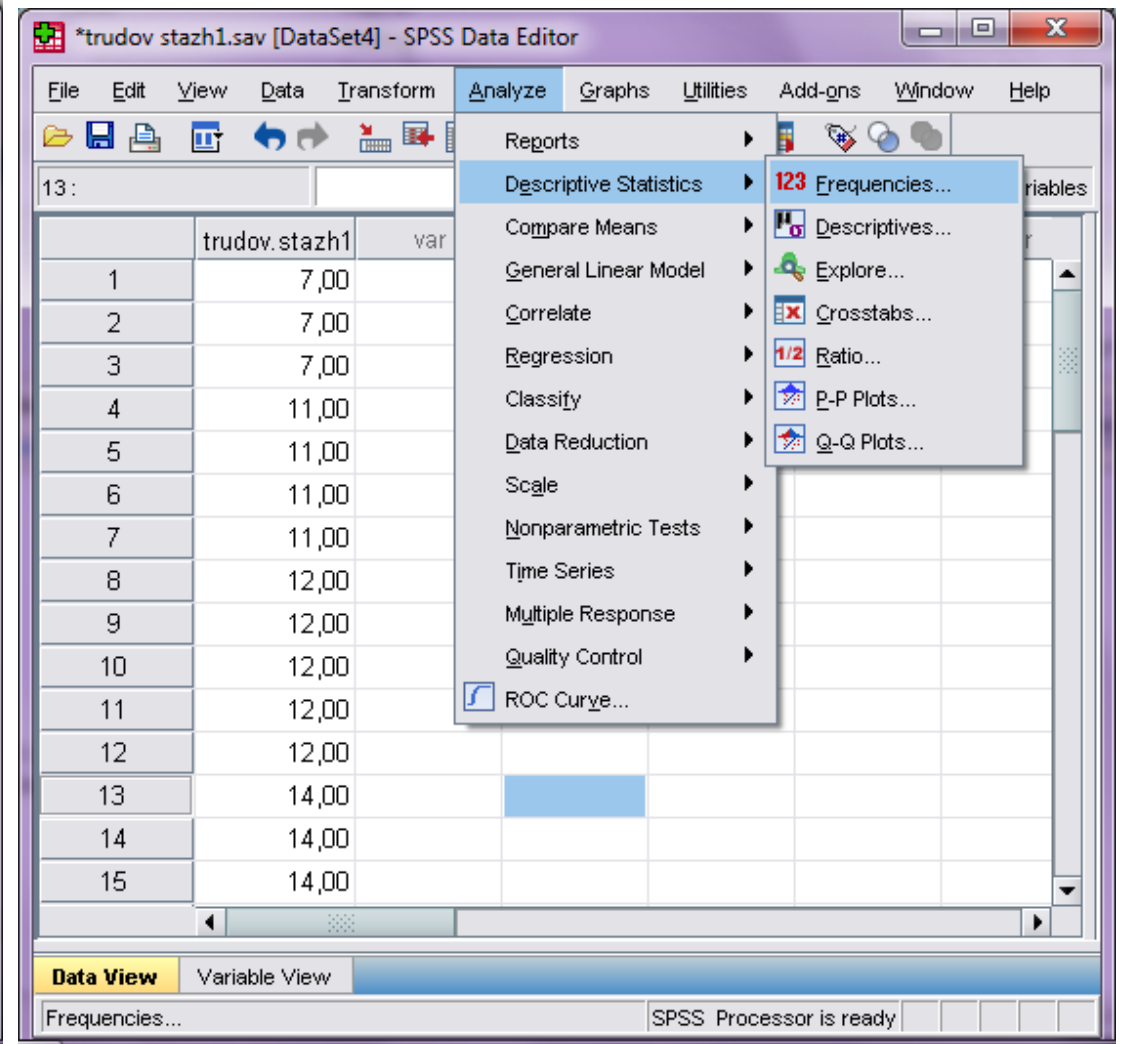 *trudov stazh1.sav [DataSet4] - SPSS Data Editor
File Edit View Data Transform Analyze Graphs Utilities Add-ons Window Help
Reports
13: Descriptive Statistics 123 Frequencies... riables
trudov.stazh1 var Compare Means μσ Descriptives... r
1 7,00 General Linear Model Explore...
2 7,00 Correlate Crosstabs...
3 7,00 Regression 1/2 Ratio...
4 11,00 Classify P-P Plots...
5 11,00 Data Reduction Q-Q Plots...
6 11,00 Scale
7 11,00 Nonparametric Tests
8 12,00 Time Series
9 12,00 Multiple Response
10 12,00 Quality Control
11 12,00 ROC Curve...
12 12,00
13 14,00
14 14,00
15 14,00
Data View Variable View
Frequencies... SPSS Processor is ready